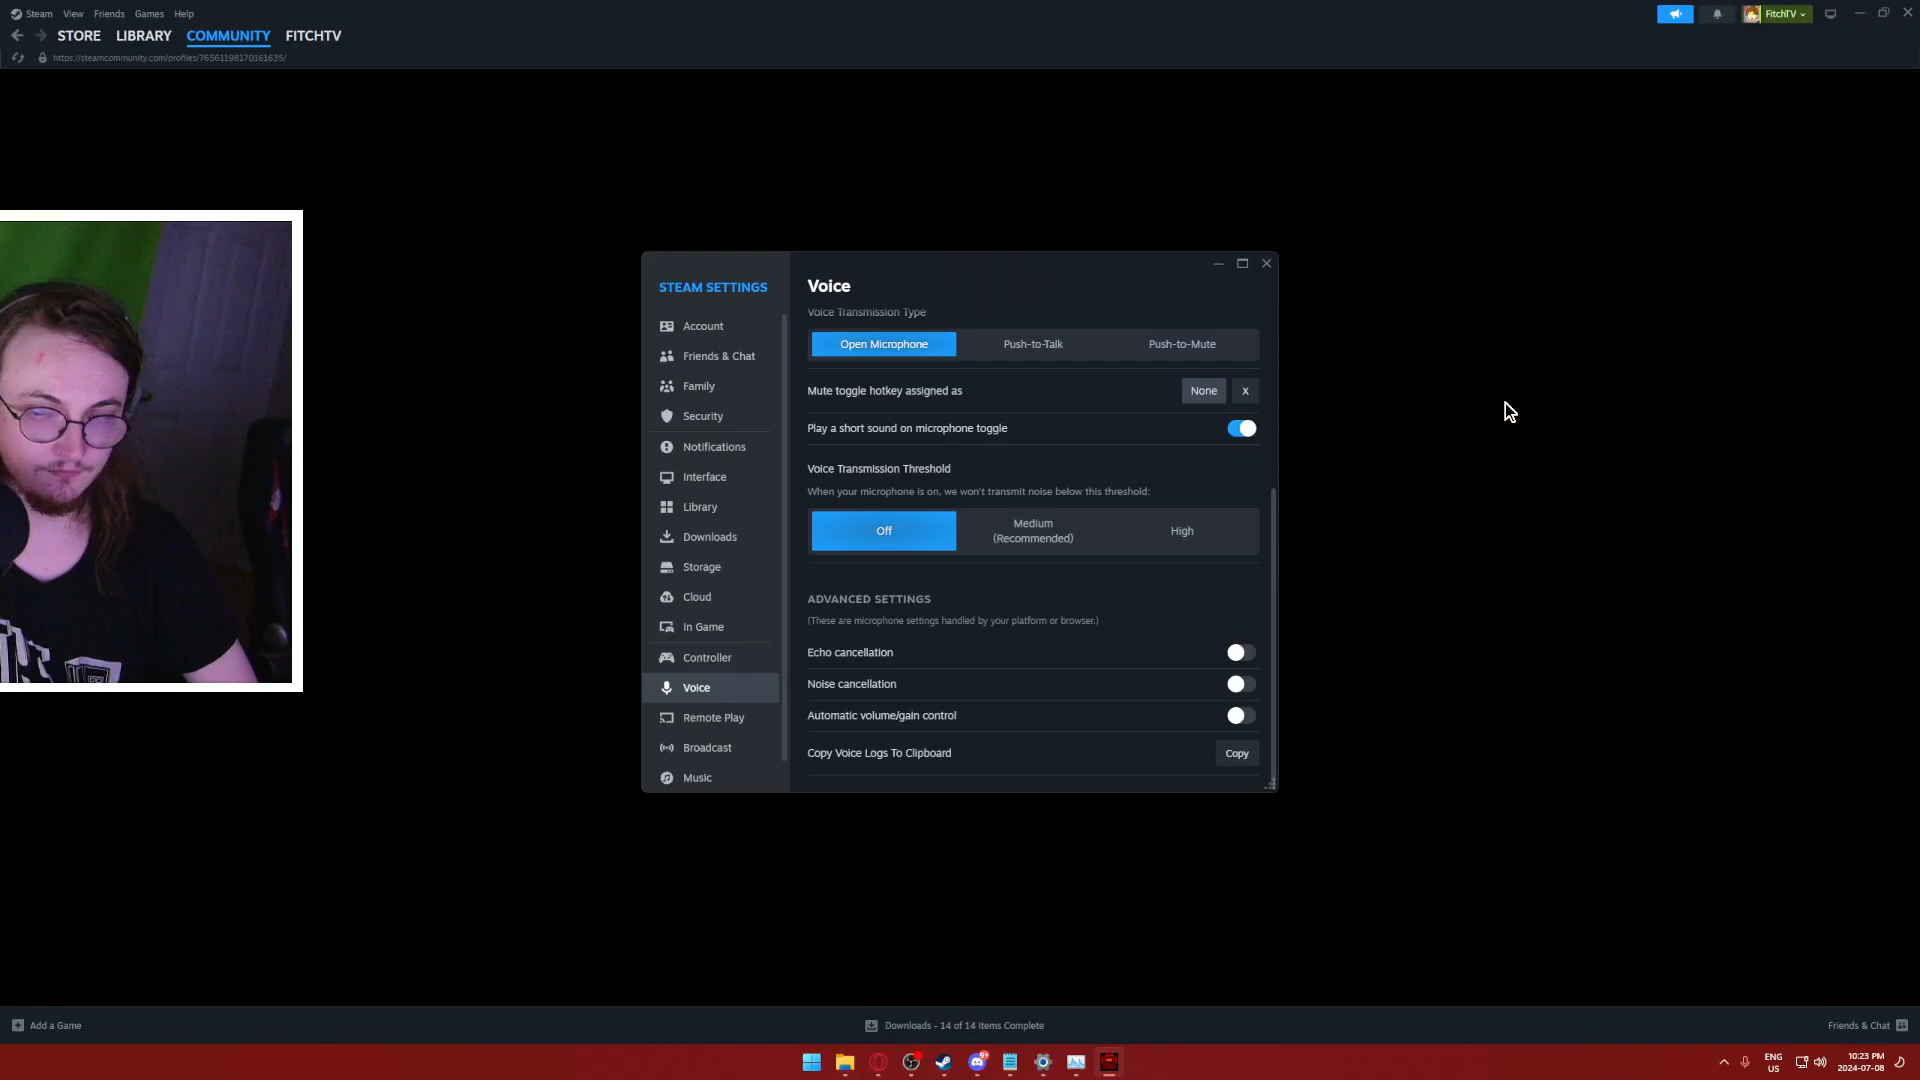 Steam View Friends Games Help
FitchTV
STORE LIBRARY COMMUNITY FITCHTV
https://steamcommunity.com/profiles/76561198170161635/
STEAM SETTINGS
Account
Friends & Chat
Family
Security
Notifications
Interface
Library
Downloads
Storage
Cloud
In Game
Controller
Voice
Remote Play
Broadcast
Music
Voice
Voice Transmission Type
Open Microphone Push-to-Talk Push-to-Mute
Mute toggle hotkey assigned as None X
Play a short sound on microphone toggle
Voice Transmission Threshold
When your microphone is on, we won't transmit noise below this threshold:
Off Medium (Recommended) High
ADVANCED SETTINGS
(These are microphone settings handled by your platform or browser.)
Echo cancellation
Noise cancellation
Automatic volume/gain control
Copy Voice Logs To Clipboard Copy
Add a Game
Downloads - 14 of 14 Items Complete
Friends & Chat
ENG
US
10:23 PM
2024-07-08